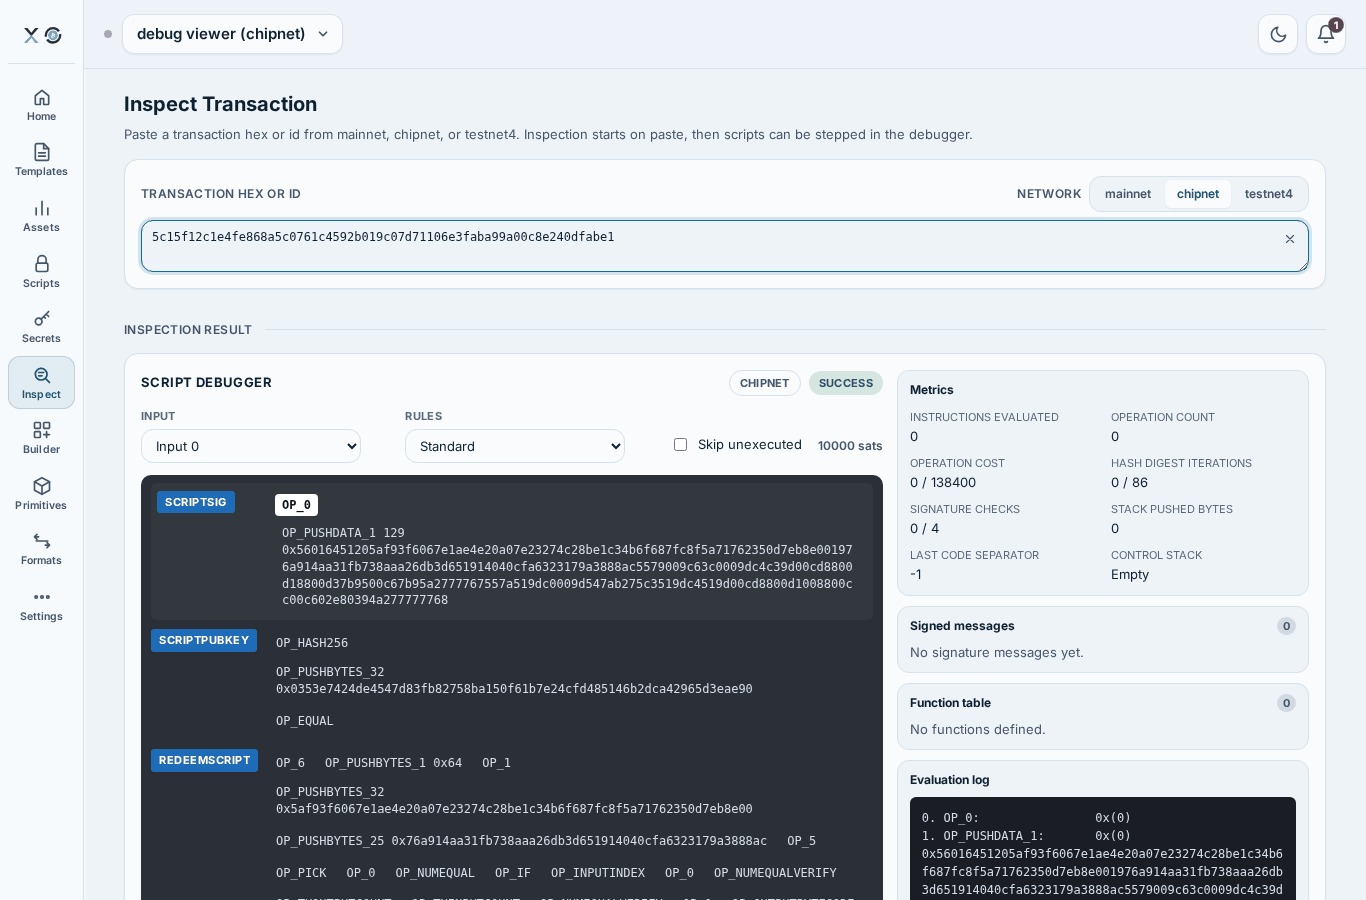 debug viewer (chipnet)
1
Home
Templates
Assets
Scripts
Secrets
Inspect
Builder
Primitives
Formats
Settings
Inspect Transaction
Paste a transaction hex or id from mainnet, chipnet, or testnet4. Inspection starts on paste, then scripts can be stepped in the debugger.
TRANSACTION HEX OR ID
NETWORK mainnet chipnet testnet4
5c15f12c1e4fe868a5c0761c4592b019c07d71106e3faba99a00c8e240dfabe1
INSPECTION RESULT
SCRIPT DEBUGGER
CHIPNET SUCCESS
INPUT
RULES
Input 0
Standard
Skip unexecuted
10000 sats
SCRIPTSIG
OP_0
OP_PUSHDATA_1 129
0x56016451205af93f6067e1ae4e20a07e23274c28be1c34b6f687fc8f5a71762350d7eb8e00197
6a914aa31fb738aaa26db3d651914040cfa6323179a3888ac5579009c63c0009dc4c39d00cd8800
d18800d37b9500c67b95a2777767557a519dc0009d547ab275c3519dc4519d00cd8800d1008800c
c00c602e80394a277777768
SCRIPTPUBKEY
OP_HASH256
OP_PUSHBYTES_32
0x0353e7424de4547d83fb82758ba150f61b7e24cfd485146b2dca42965d3eae90
OP_EQUAL
REDEEMSCRIPT
OP_6 OP_PUSHBYTES_1 0x64 OP_1
OP_PUSHBYTES_32
0x5af93f6067e1ae4e20a07e23274c28be1c34b6f687fc8f5a71762350d7eb8e00
OP_PUSHBYTES_25 0x76a914aa31fb738aaa26db3d651914040cfa6323179a3888ac OP_5
OP_PICK OP_0 OP_NUMEQUAL OP_IF OP_INPUTINDEX OP_0 OP_NUMEQUALVERIFY
Metrics
INSTRUCTIONS EVALUATED
0
OPERATION COUNT
0
OPERATION COST
0 / 138400
HASH DIGEST ITERATIONS
0 / 86
SIGNATURE CHECKS
0 / 4
STACK PUSHED BYTES
0
LAST CODE SEPARATOR
-1
CONTROL STACK
Empty
Signed messages
0
No signature messages yet.
Function table
0
No functions defined.
Evaluation log
0. OP_0: 0x(0)
1. OP_PUSHDATA_1: 0x(0)
0x56016451205af93f6067e1ae4e20a07e23274c28be1c34b6
f687fc8f5a71762350d7eb8e001976a914aa31fb738aaa26db
3d651914040cfa6323179a3888ac5579009c63c0009dc4c39d